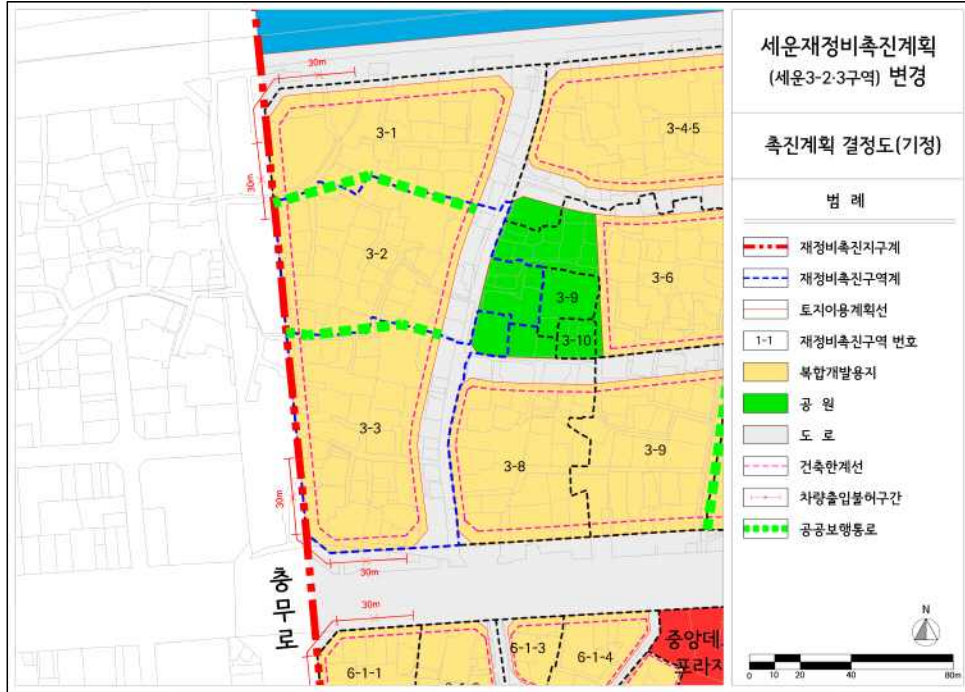 세운재정비촉진계획
(세운3-2·3구역) 변경
촉진계획 결정도(기정)
범 례
재정비촉진지구계
재정비촉진구역계
토지이용계획선
1-1 재정비촉진구역 번호
복합개발용지
공 원
도 로
건축한계선
차량출입불허구간
공공보행통로
N
0 10 20 40 80m
30m
3-1
3-4·5
30m
3-2
3-6
3-9
3-10
3-3
3-8
3-9
30m
30m
충무로
30m
6-1-1
6-1-3
6-1-4
중앙데
프라자